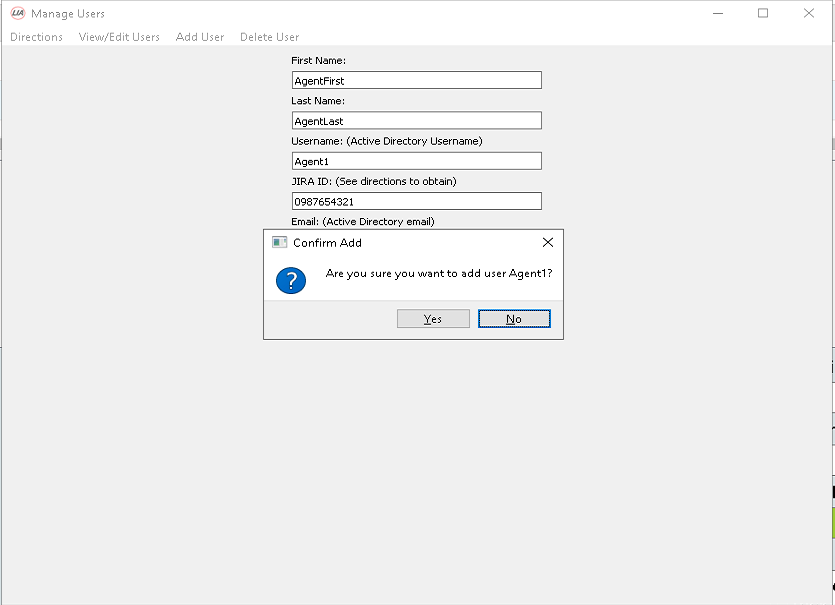 LIA Manage Users
Directions View/Edit Users Add User Delete User
First Name:
AgentFirst
Last Name:
AgentLast
Username: (Active Directory Username)
Agent1
JIRA ID: (See directions to obtain)
0987654321
Email: (Active Directory email)
Confirm Add
Are you sure you want to add user Agent1?
Yes No